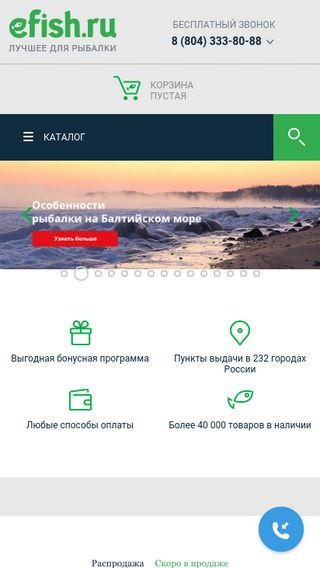 efish.ru
ЛУЧШЕЕ ДЛЯ РЫБАЛКИ
БЕСПЛАТНЫЙ ЗВОНОК
8 (804) 333-80-88
КОРЗИНА
ПУСТАЯ
КАТАЛОГ
Особенности
рыбалки на Балтийском море
Узнать больше
Выгодная бонусная программа
Пункты выдачи в 232 городах
России
Любые способы оплаты
Более 40 000 товаров в наличии
Распродажа Скоро в продаже